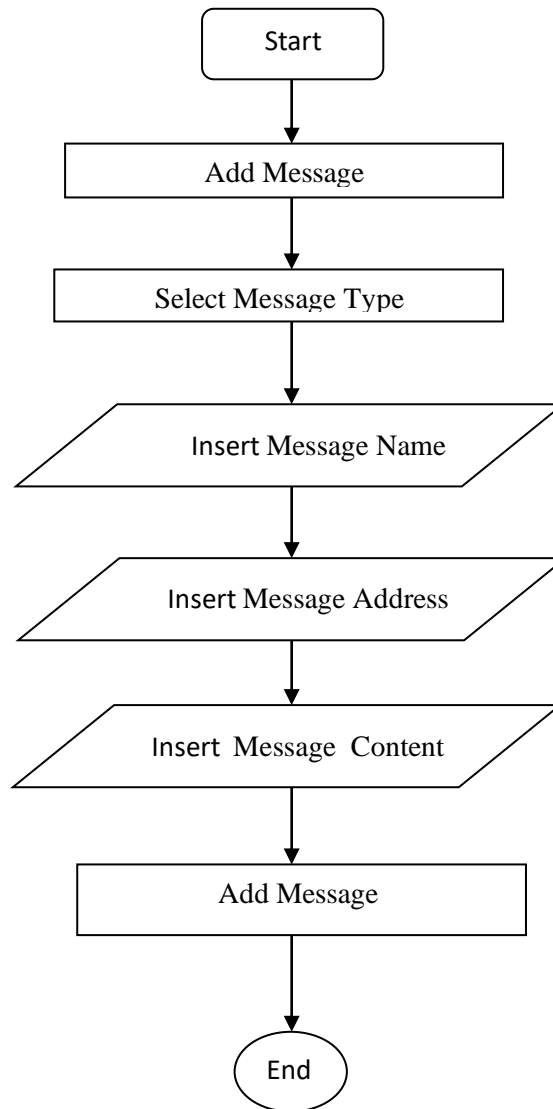 Start
Add Message
Select Message Type
Insert Message Name
Insert Message Address
Insert Message Content
Add Message
End